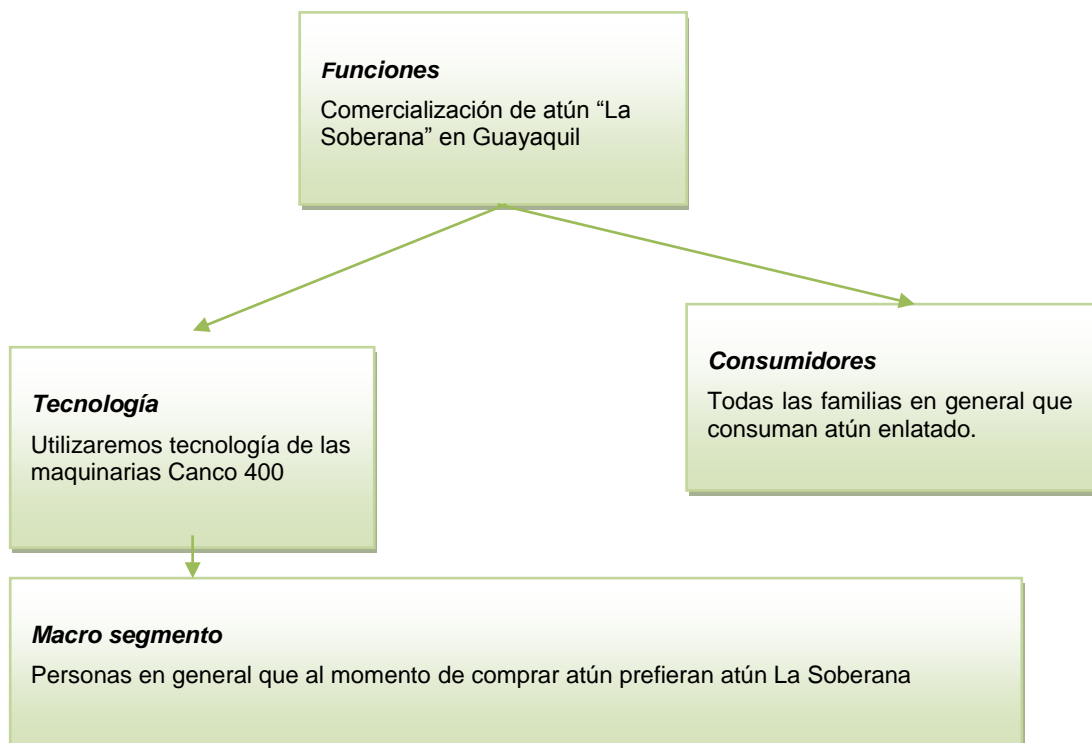 Funciones
Comercialización de atún “La
Soberana” en Guayaquil
Tecnología
Utilizaremos tecnología de las
maquinarias Canco 400
Consumidores
Todas las familias en general que
consuman atún enlatado.
Macro segmento
Personas en general que al momento de comprar atún prefieran atún La Soberana